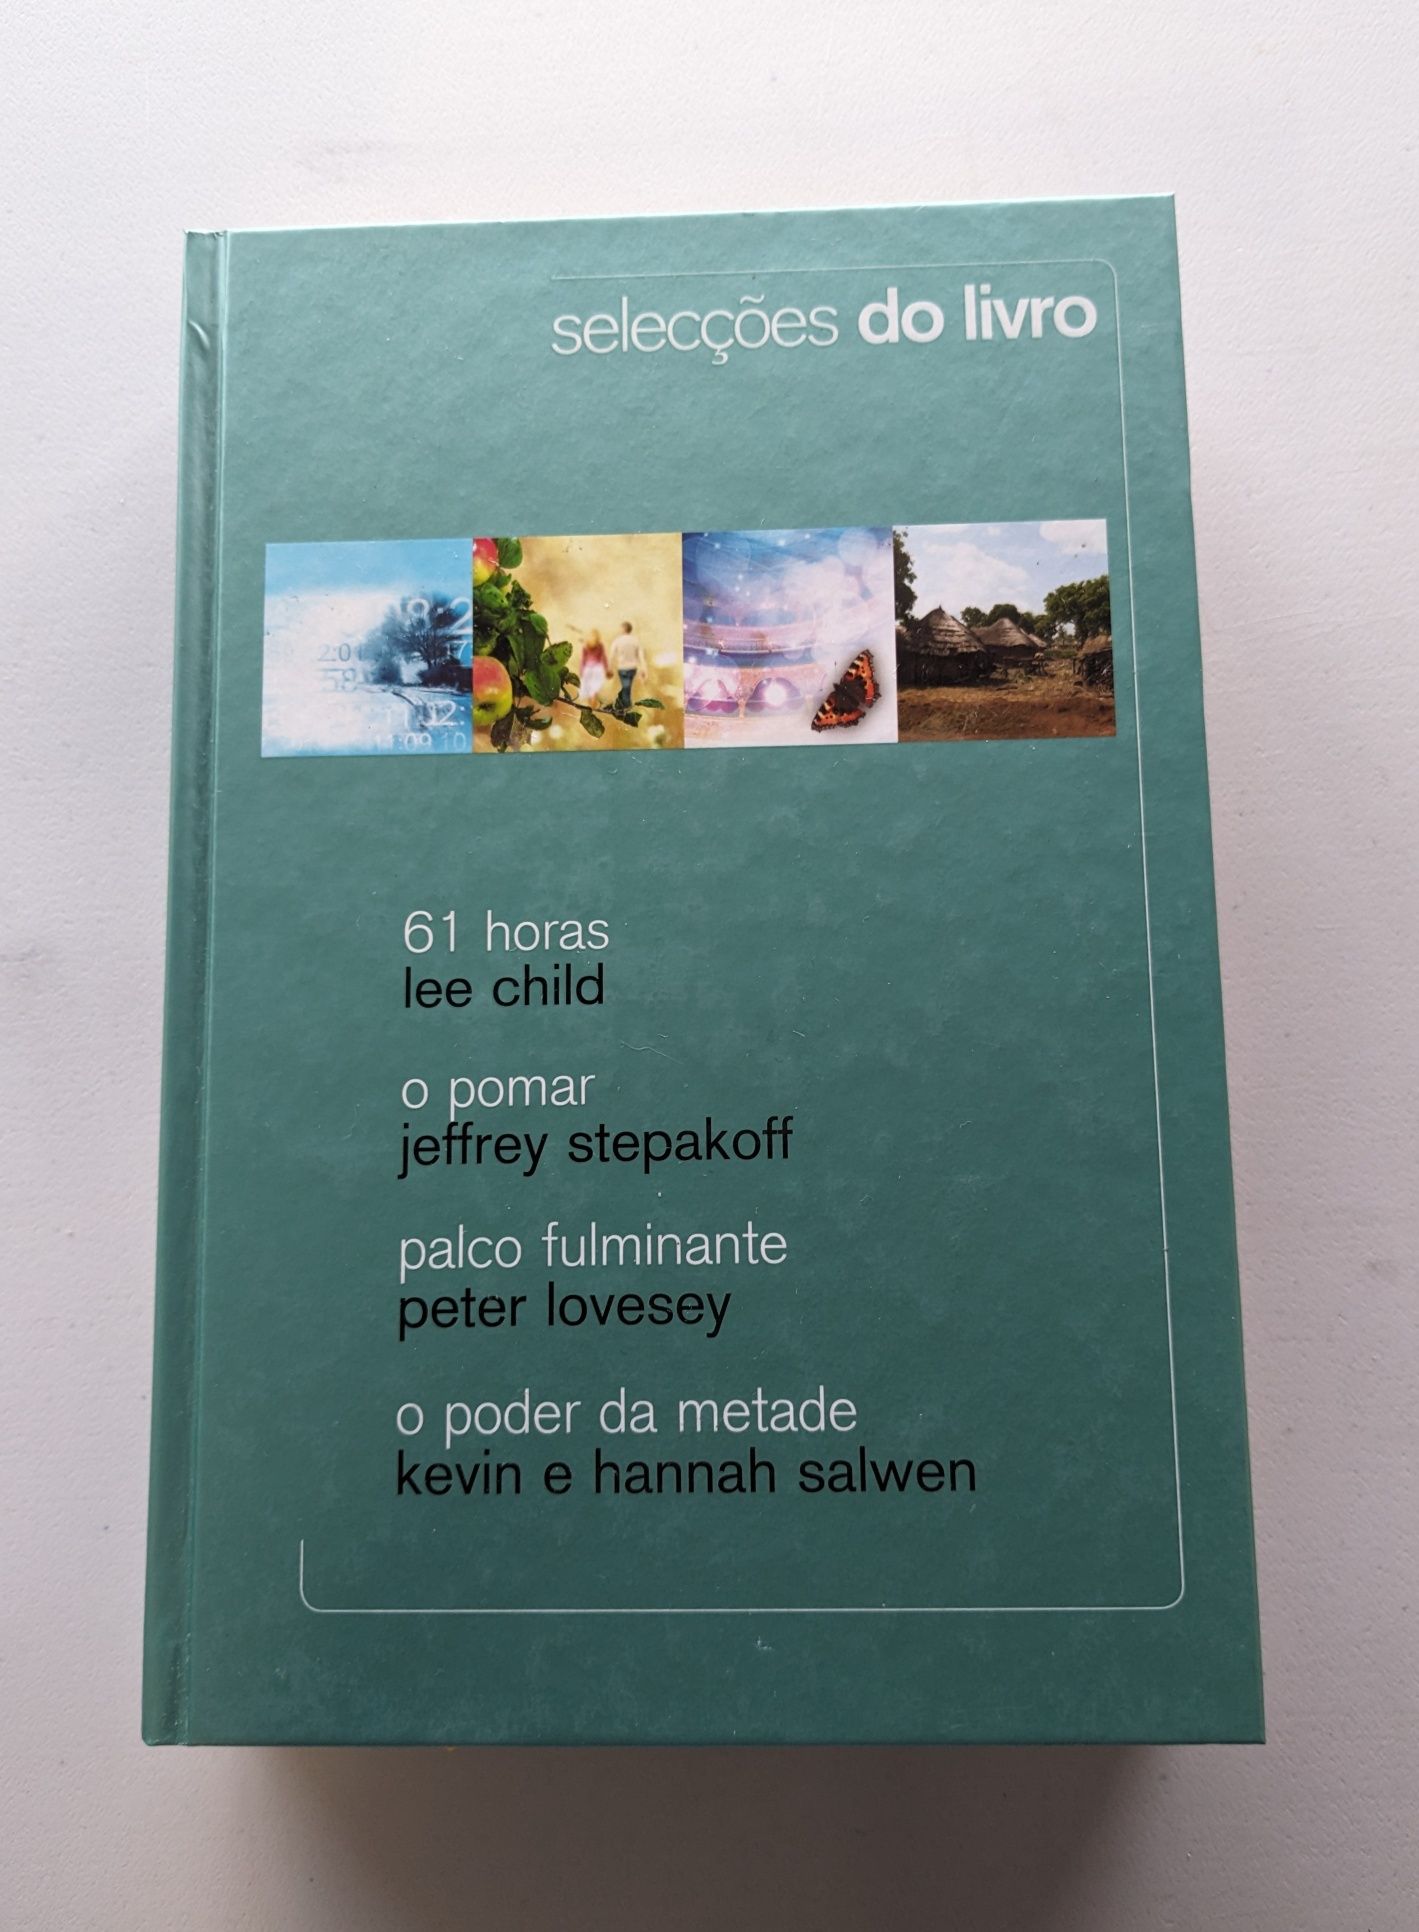 selecções do livro
61 horas
lee child
o pomar
jeffrey stepakoff
palco fulminante
peter lovesey
o poder da metade
kevin e hannah salwen